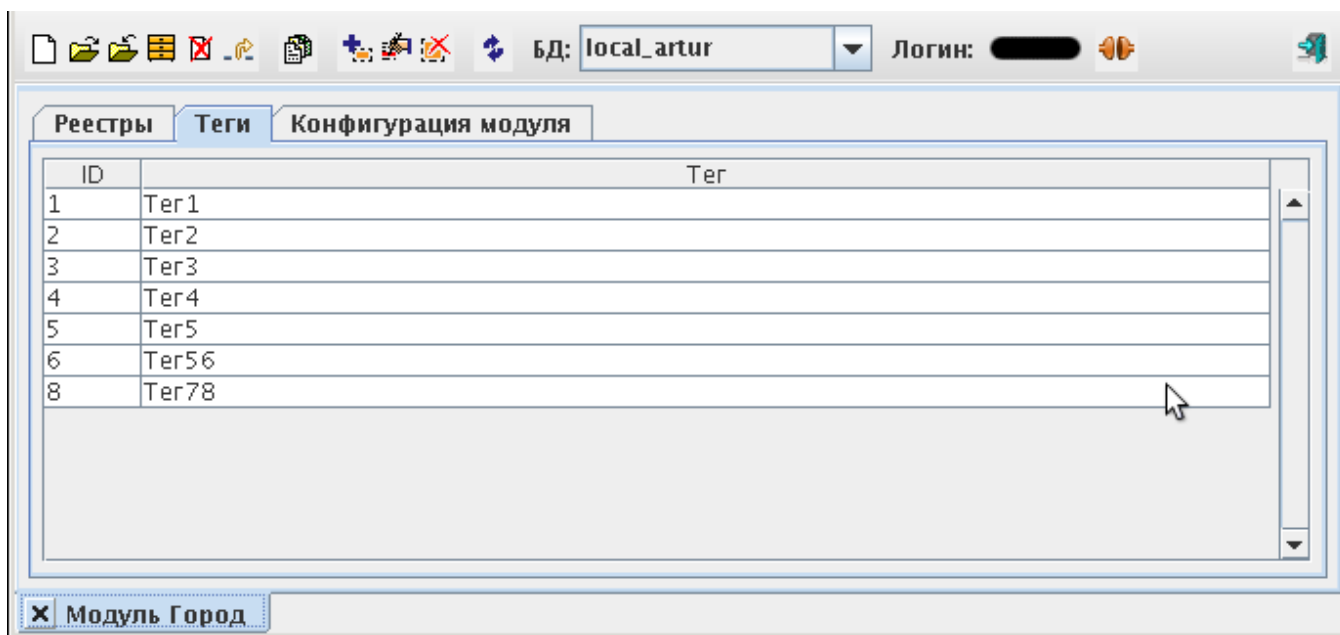 БД: local_artur Логин:
Реестры Теги Конфигурация модуля
ID Тег
1 Тег1
2 Тег2
3 Тег3
4 Тег4
5 Тег5
6 Тег56
8 Тег78
Модуль Город